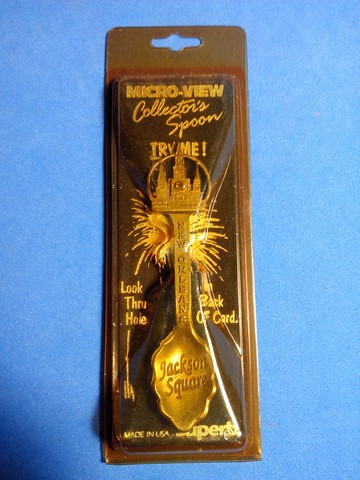 MICRO-VIEW
Collector's
Spoon
TRY ME!
NEW ORLEANS
Look
Thru
Hole
Back
Of Card.
Jackson
Square
MADE IN USA